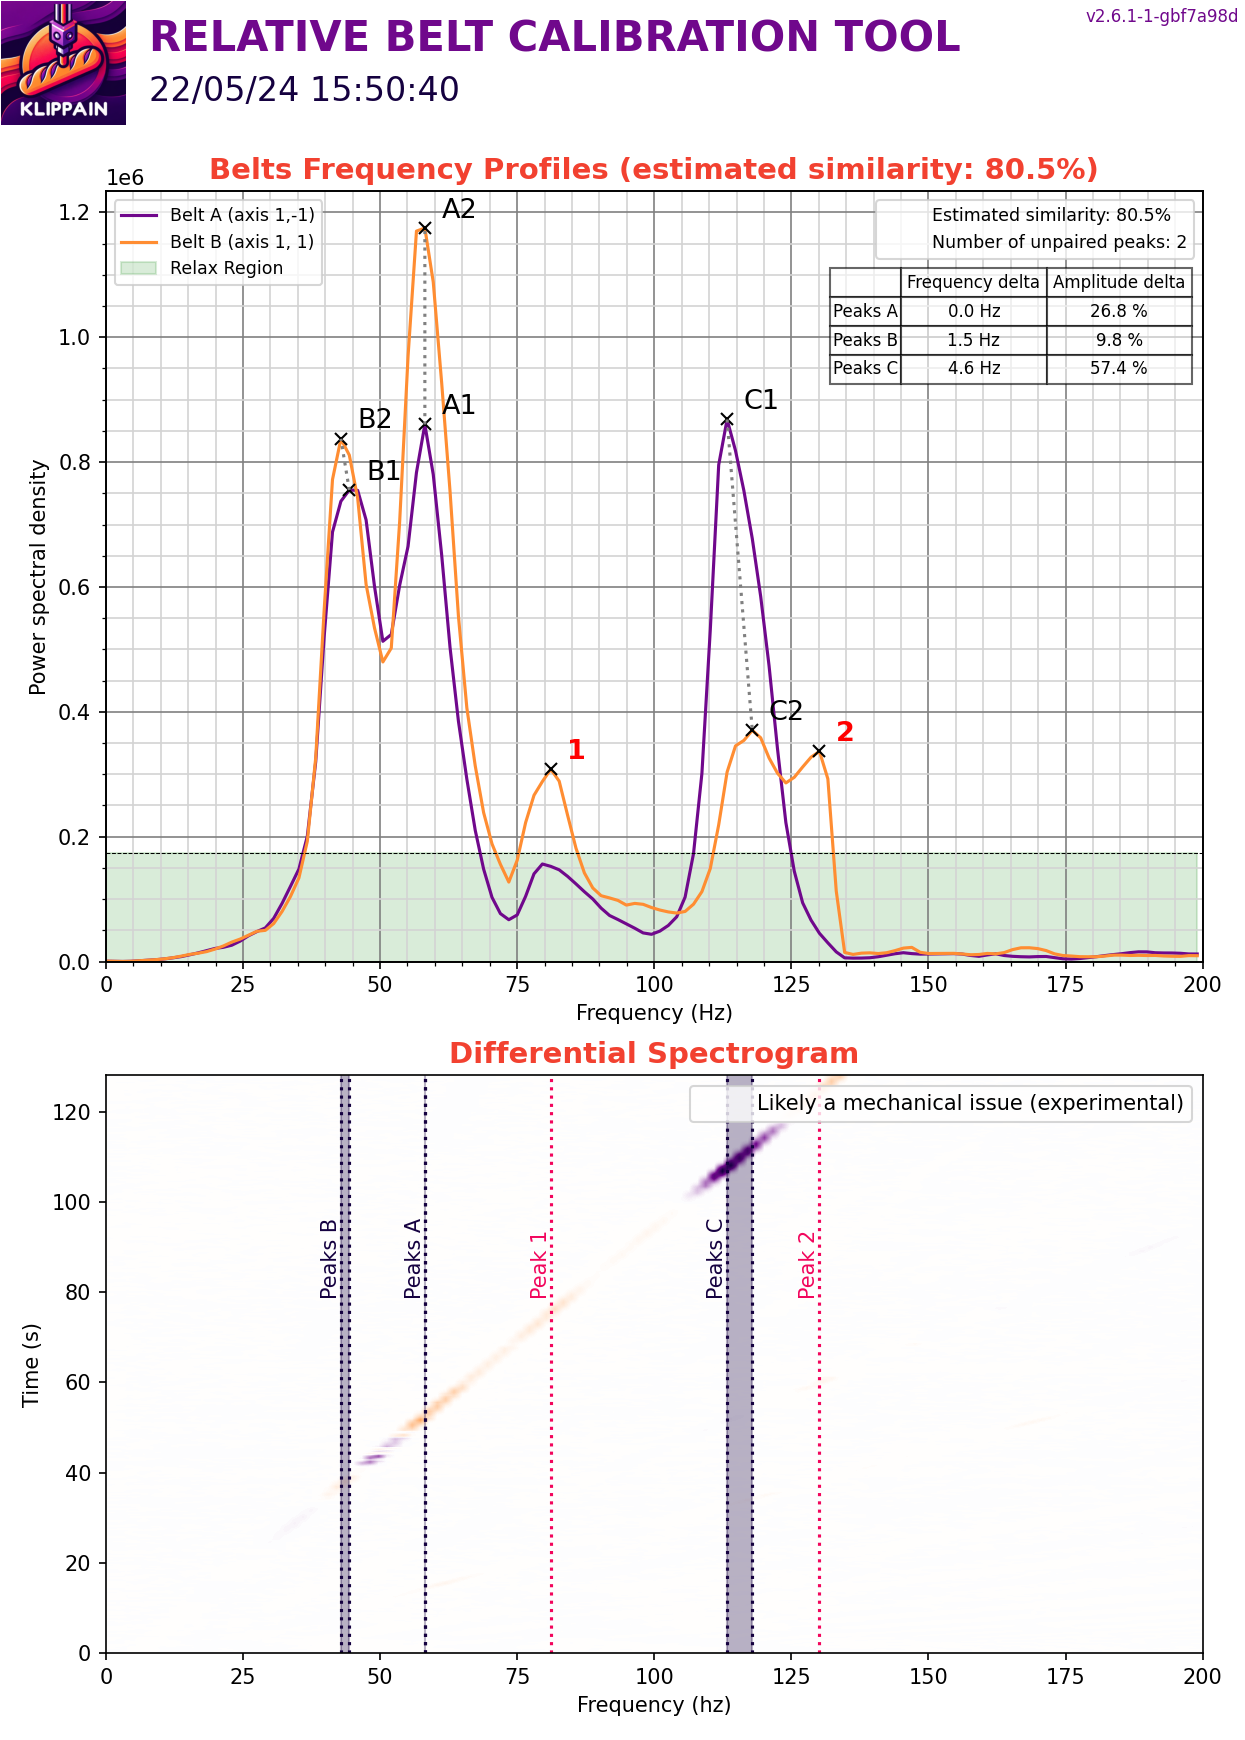 RELATIVE BELT CALIBRATION TOOL
v2.6.1-1-gbf7a98d
22/05/24 15:50:40
KLIPPAIN
Belts Frequency Profiles (estimated similarity: 80.5%)
1e6
Belt A (axis 1,-1)
Belt B (axis 1, 1)
Relax Region
Estimated similarity: 80.5%
Number of unpaired peaks: 2
Frequency delta Amplitude delta
Peaks A 0.0 Hz 26.8 %
Peaks B 1.5 Hz 9.8 %
Peaks C 4.6 Hz 57.4 %
A2
A1
B2
B1
C1
C2
1
2
1.2
1.0
0.8
0.6
0.4
0.2
0.0
Power spectral density
0 25 50 75 100 125 150 175 200
Frequency (Hz)
Differential Spectrogram
Likely a mechanical issue (experimental)
Peaks B
Peaks A
Peak 1
Peaks C
Peak 2
120
100
80
60
40
20
0
Time (s)
0 25 50 75 100 125 150 175 200
Frequency (hz)